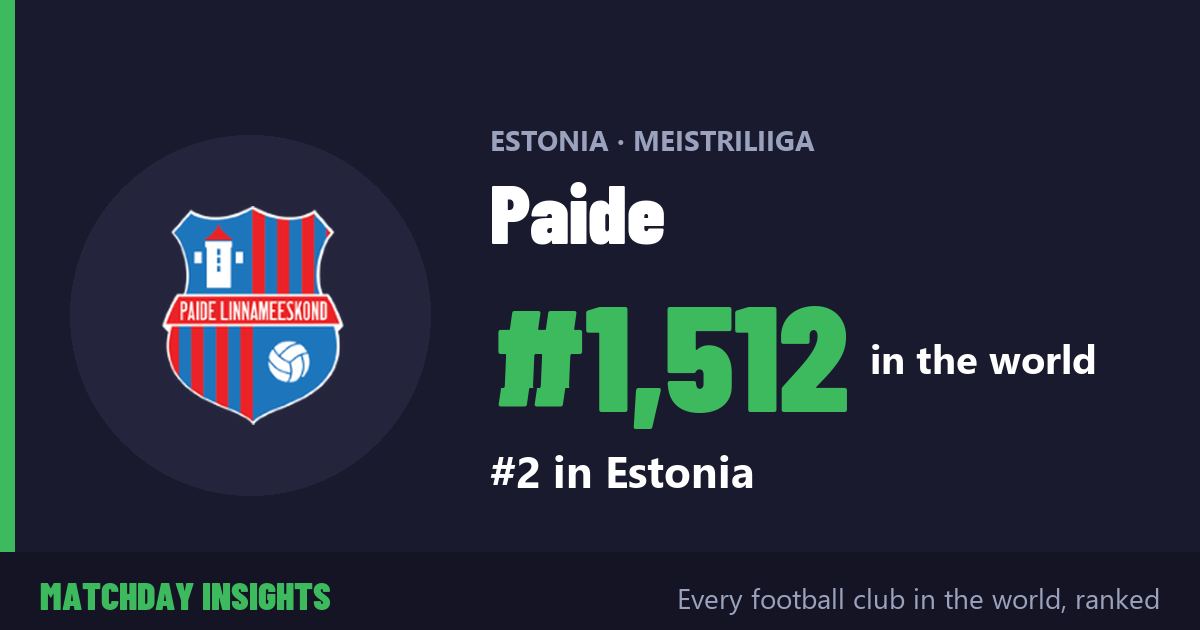 ESTONIA · MEISTRILIIGA
Paide
PAIDE LINNAMEESKOND
#1,512 in the world
#2 in Estonia
MATCHDAY INSIGHTS
Every football club in the world, ranked